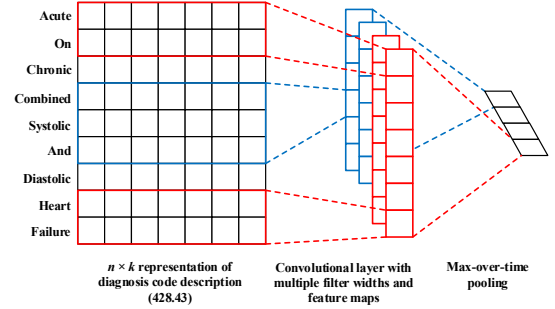 Acute
On
Chronic
Combined
Systolic
And
Diastolic
Heart
Failure
n × k representation of
diagnosis code description
(428.43)
Convolutional layer with
multiple filter widths and
feature maps
Max-over-time
pooling